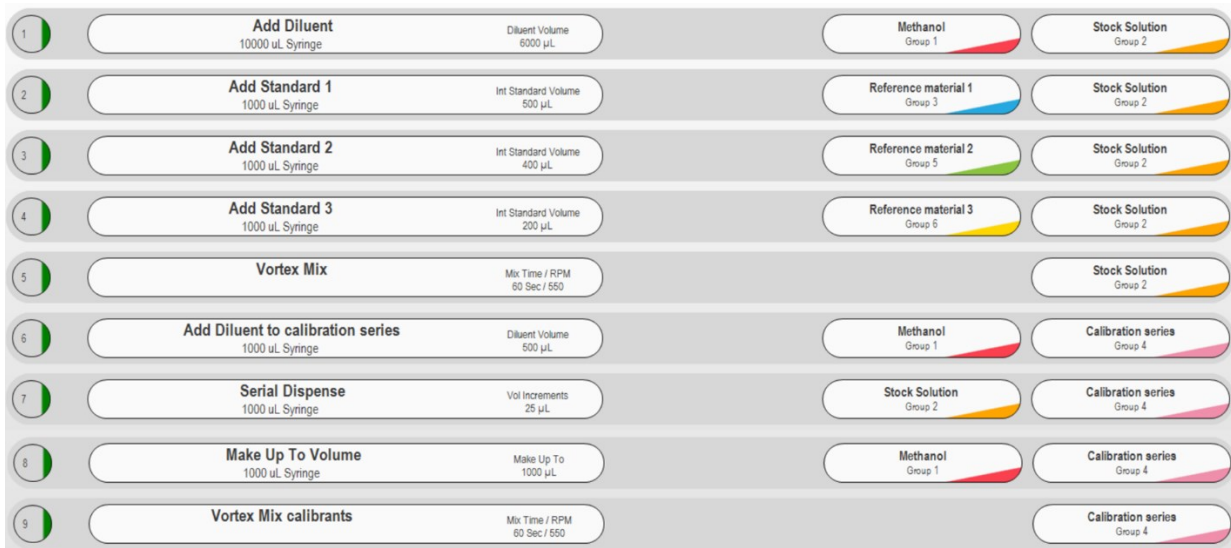 1
Add Diluent
10000 uL Syringe
Diluent Volume
6000 µL
Methanol
Group 1
Stock Solution
Group 2
2
Add Standard 1
1000 uL Syringe
Int Standard Volume
500 µL
Reference material 1
Group 3
Stock Solution
Group 2
3
Add Standard 2
1000 uL Syringe
Int Standard Volume
400 µL
Reference material 2
Group 5
Stock Solution
Group 2
4
Add Standard 3
1000 uL Syringe
Int Standard Volume
200 µL
Reference material 3
Group 6
Stock Solution
Group 2
5
Vortex Mix
Mix Time / RPM
60 Sec / 550
Stock Solution
Group 2
6
Add Diluent to calibration series
1000 uL Syringe
Diluent Volume
500 µL
Methanol
Group 1
Calibration series
Group 4
7
Serial Dispense
1000 uL Syringe
Vol Increments
25 µL
Stock Solution
Group 2
Calibration series
Group 4
8
Make Up To Volume
1000 uL Syringe
Make Up To
1000 µL
Methanol
Group 1
Calibration series
Group 4
9
Vortex Mix calibrants
Mix Time / RPM
60 Sec / 550
Calibration series
Group 4